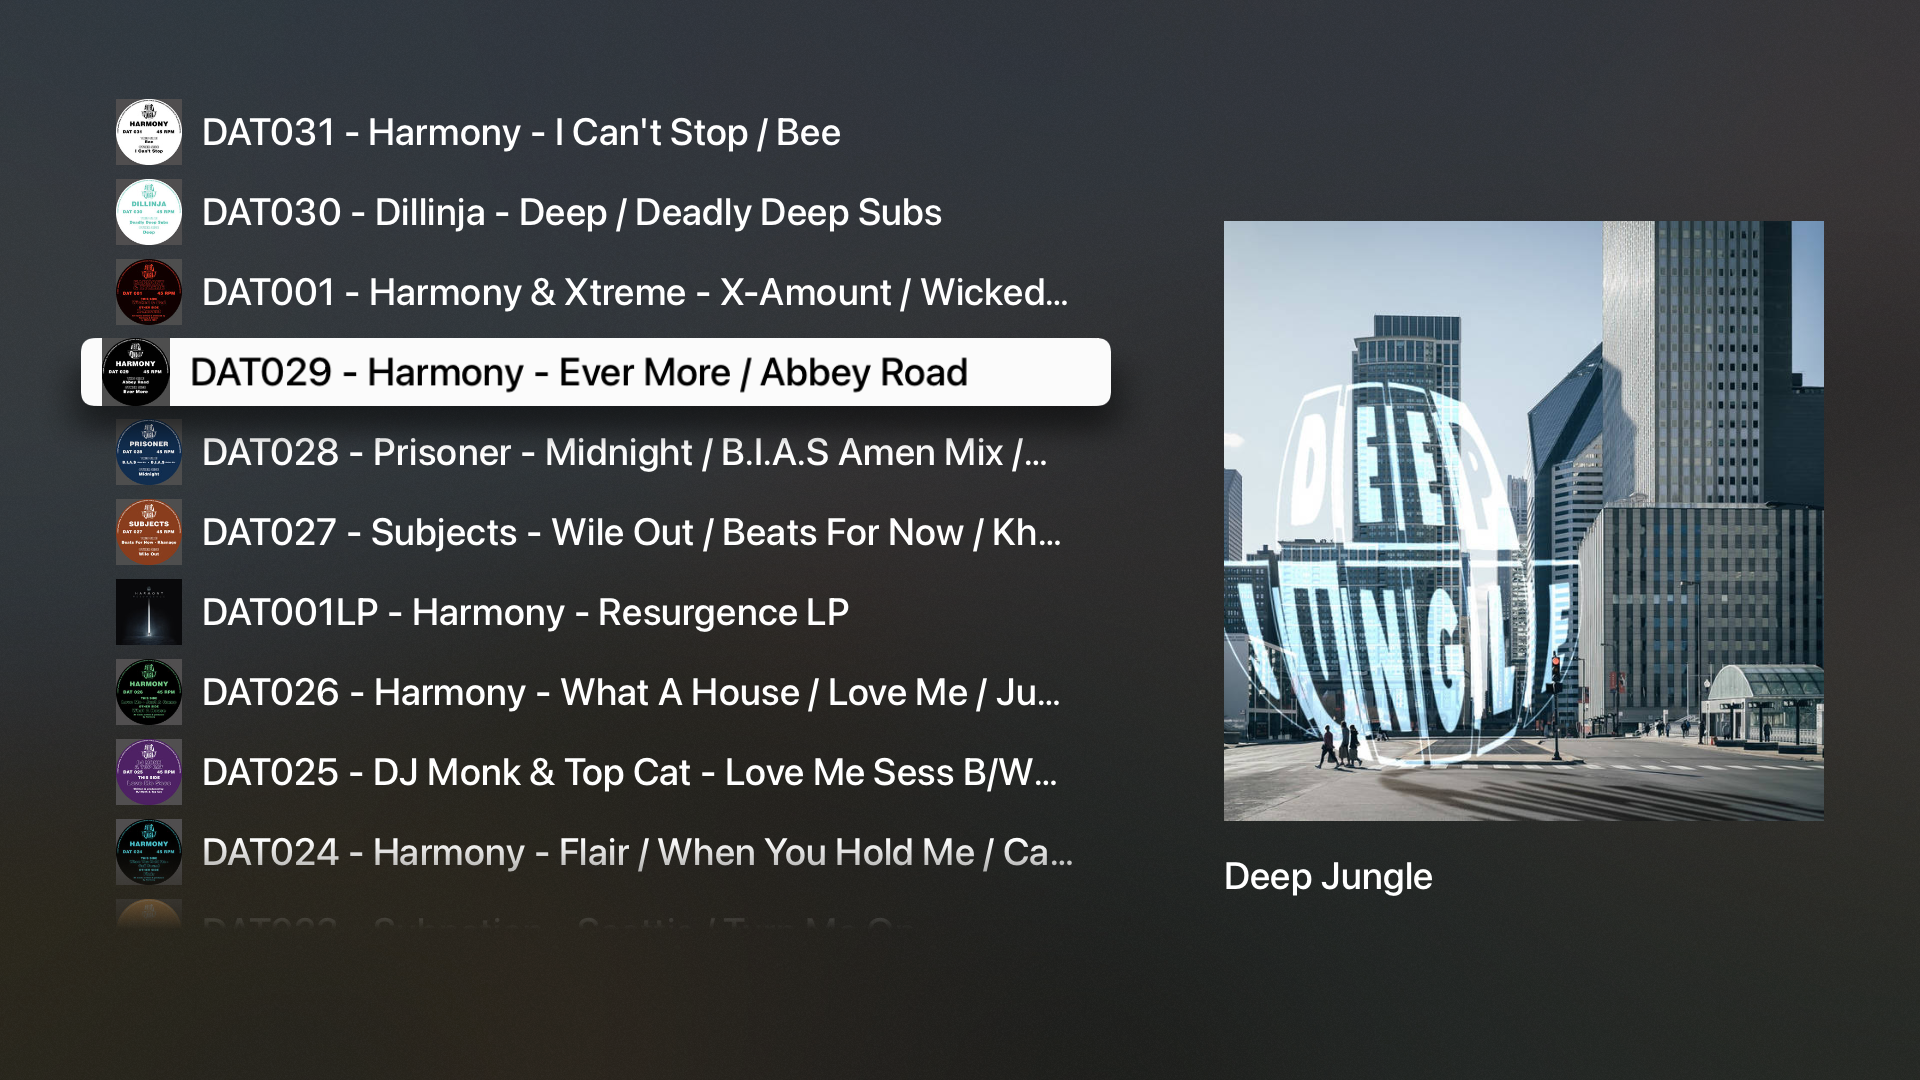 DAT031 - Harmony - I Can't Stop / Bee
DAT030 - Dillinja - Deep / Deadly Deep Subs
DAT001 - Harmony & Xtreme - X-Amount / Wicked...
DAT029 - Harmony - Ever More / Abbey Road
DAT028 - Prisoner - Midnight / B.I.A.S Amen Mix /...
DAT027 - Subjects - Wile Out / Beats For Now / Kh...
DAT001LP - Harmony - Resurgence LP
DAT026 - Harmony - What A House / Love Me / Ju...
DAT025 - DJ Monk & Top Cat - Love Me Sess B/W...
DAT024 - Harmony - Flair / When You Hold Me / Ca...
DEEP
JUNGLE
Deep Jungle